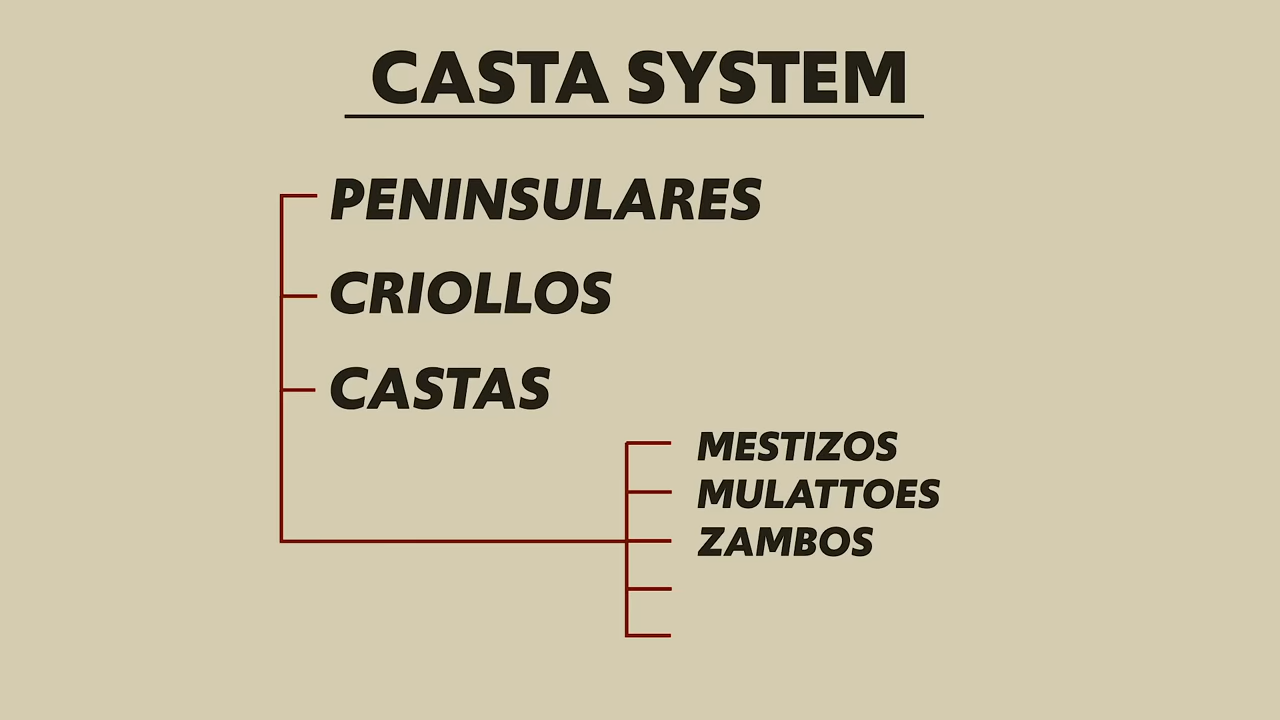 CASTA SYSTEM
PENINSULARES
CRIOLLOS
CASTAS
MESTIZOS
MULATTOES
ZAMBOS